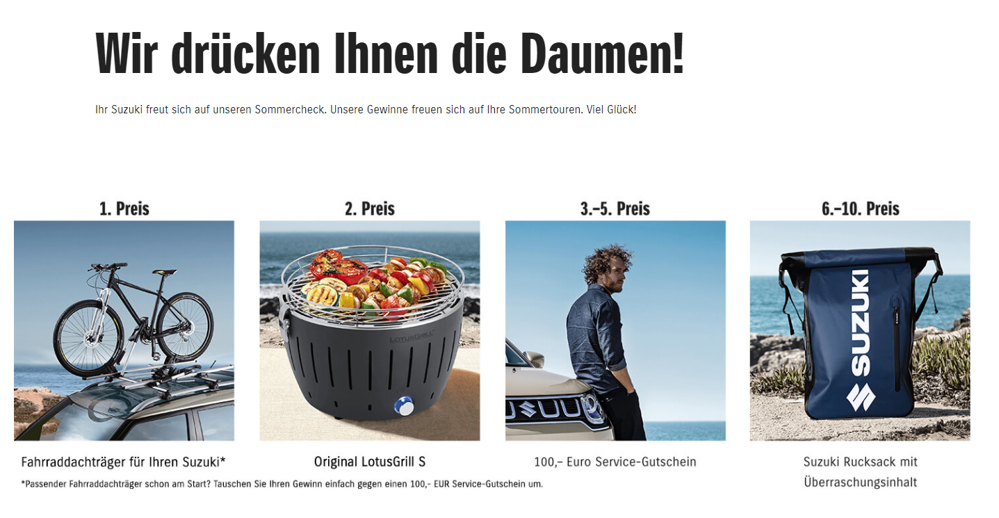 Wir drücken Ihnen die Daumen!
Ihr Suzuki freut sich auf unseren Sommercheck. Unsere Gewinne freuen sich auf Ihre Sommertouren. Viel Glück!
1. Preis
2. Preis
3.–5. Preis
6.–10. Preis
LOTUSGRILL
SUZUKI
Fahrraddachträger für Ihren Suzuki*
Original LotusGrill S
100,– Euro Service-Gutschein
Suzuki Rucksack mit
Überraschungsinhalt
*Passender Fahrraddachträger schon am Start? Tauschen Sie Ihren Gewinn einfach gegen einen 100,- EUR Service-Gutschein um.